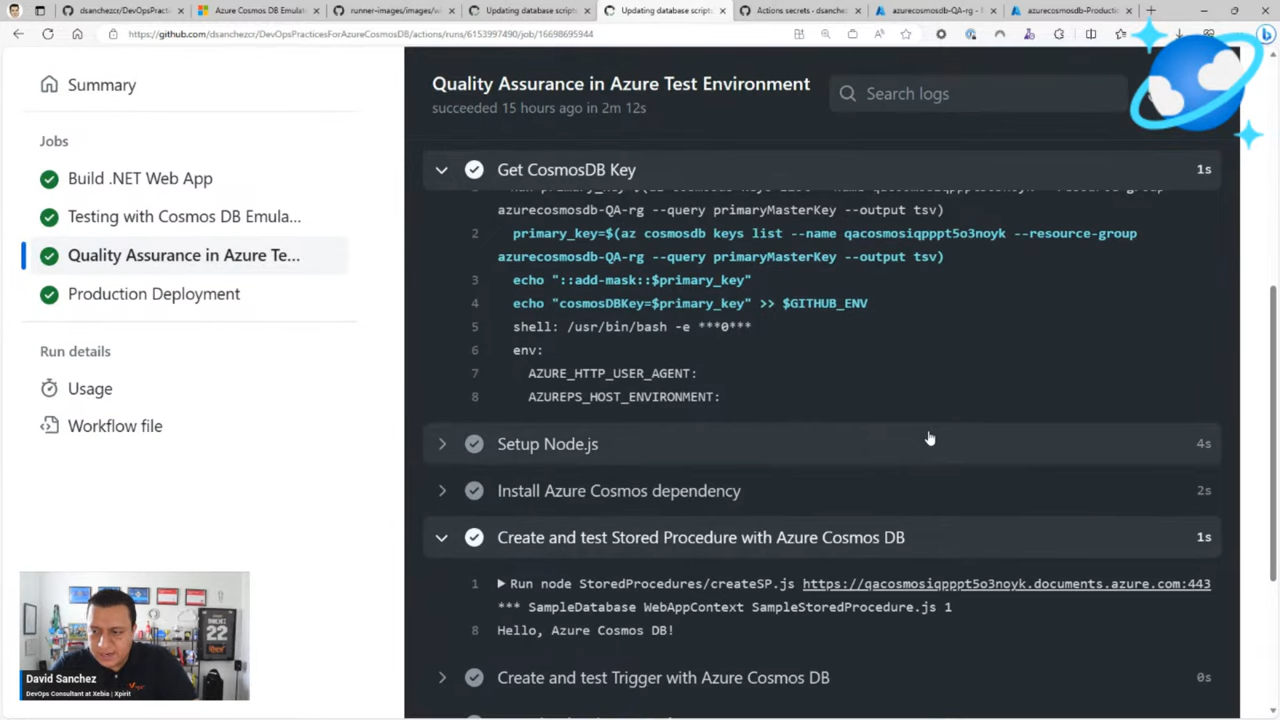 dsanchezcr/DevOpsPracti
Azure Cosmos DB Emulat
runner-images/images/w
Updating database script
Updating database script
Actions secrets · dsanchezc
azurecosmosdb-QA-rg
azurecosmosdb-Productio
https://github.com/dsanchezcr/DevOpsPracticesForAzureCosmosDB/actions/runs/6153997490/job/16698695944
Summary
Jobs
Build .NET Web App
Testing with Cosmos DB Emula...
Quality Assurance in Azure Te...
Production Deployment
Run details
Usage
Workflow file
Quality Assurance in Azure Test Environment
succeeded 15 hours ago in 2m 12s
Search logs
Get CosmosDB Key
1s
azurecosmosdb-QA-rg --query primaryMasterKey --output tsv)
2 primary_key=$(az cosmosdb keys list --name qacosmosiqpppt5o3noyk --resource-group
azurecosmosdb-QA-rg --query primaryMasterKey --output tsv)
3 echo "::add-mask::$primary_key"
4 echo "cosmosDBKey=$primary_key" >> $GITHUB_ENV
5 shell: /usr/bin/bash -e ***0***
6 env:
7 AZURE_HTTP_USER_AGENT:
8 AZUREPS_HOST_ENVIRONMENT:
Setup Node.js
4s
Install Azure Cosmos dependency
2s
Create and test Stored Procedure with Azure Cosmos DB
1s
1 Run node StoredProcedures/createSP.js https://qacosmosiqpppt5o3noyk.documents.azure.com:443
*** SampleDatabase WebAppContext SampleStoredProcedure.js 1
8 Hello, Azure Cosmos DB!
Create and test Trigger with Azure Cosmos DB
0s
SANCHEZ
22
David Sanchez
DevOps Consultant at Xebia | Xpirit